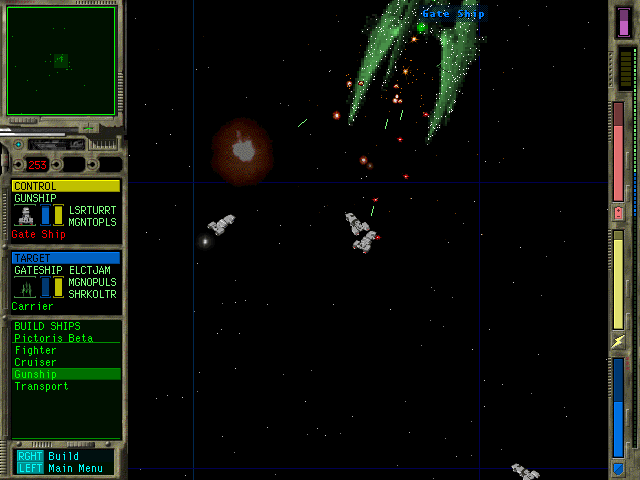 Gate Ship
253
CONTROL
GUNSHIP
LSRTURRT
MGNTOPLS
Gate Ship
TARGET
GATESHIP ELCTJAM
MGNOPULS
SHRKOLTR
Carrier
BUILD SHIPS
Pictoris Beta
Fighter
Cruiser
Gunship
Transport
RGHT Build
LEFT Main Menu